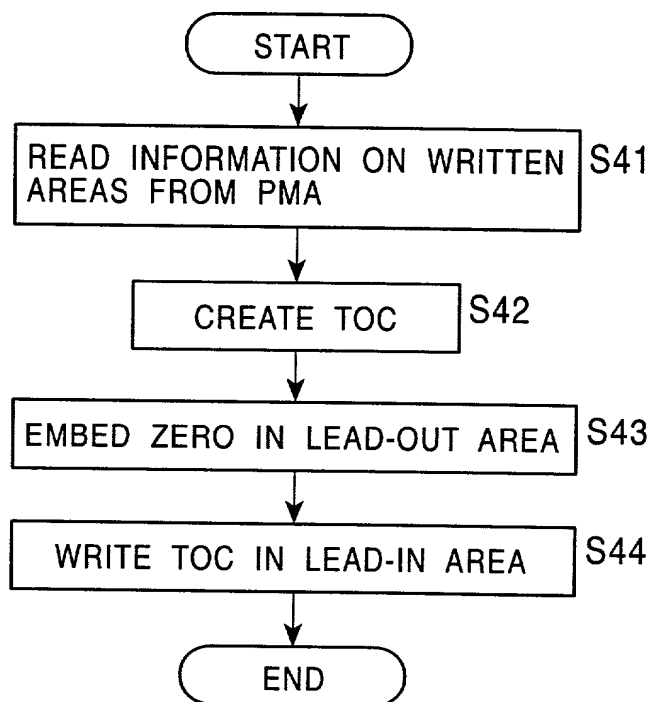 START
READ INFORMATION ON WRITTEN S41
AREAS FROM PMA
CREATE TOC S42
EMBED ZERO IN LEAD-OUT AREA S43
WRITE TOC IN LEAD-IN AREA S44
END